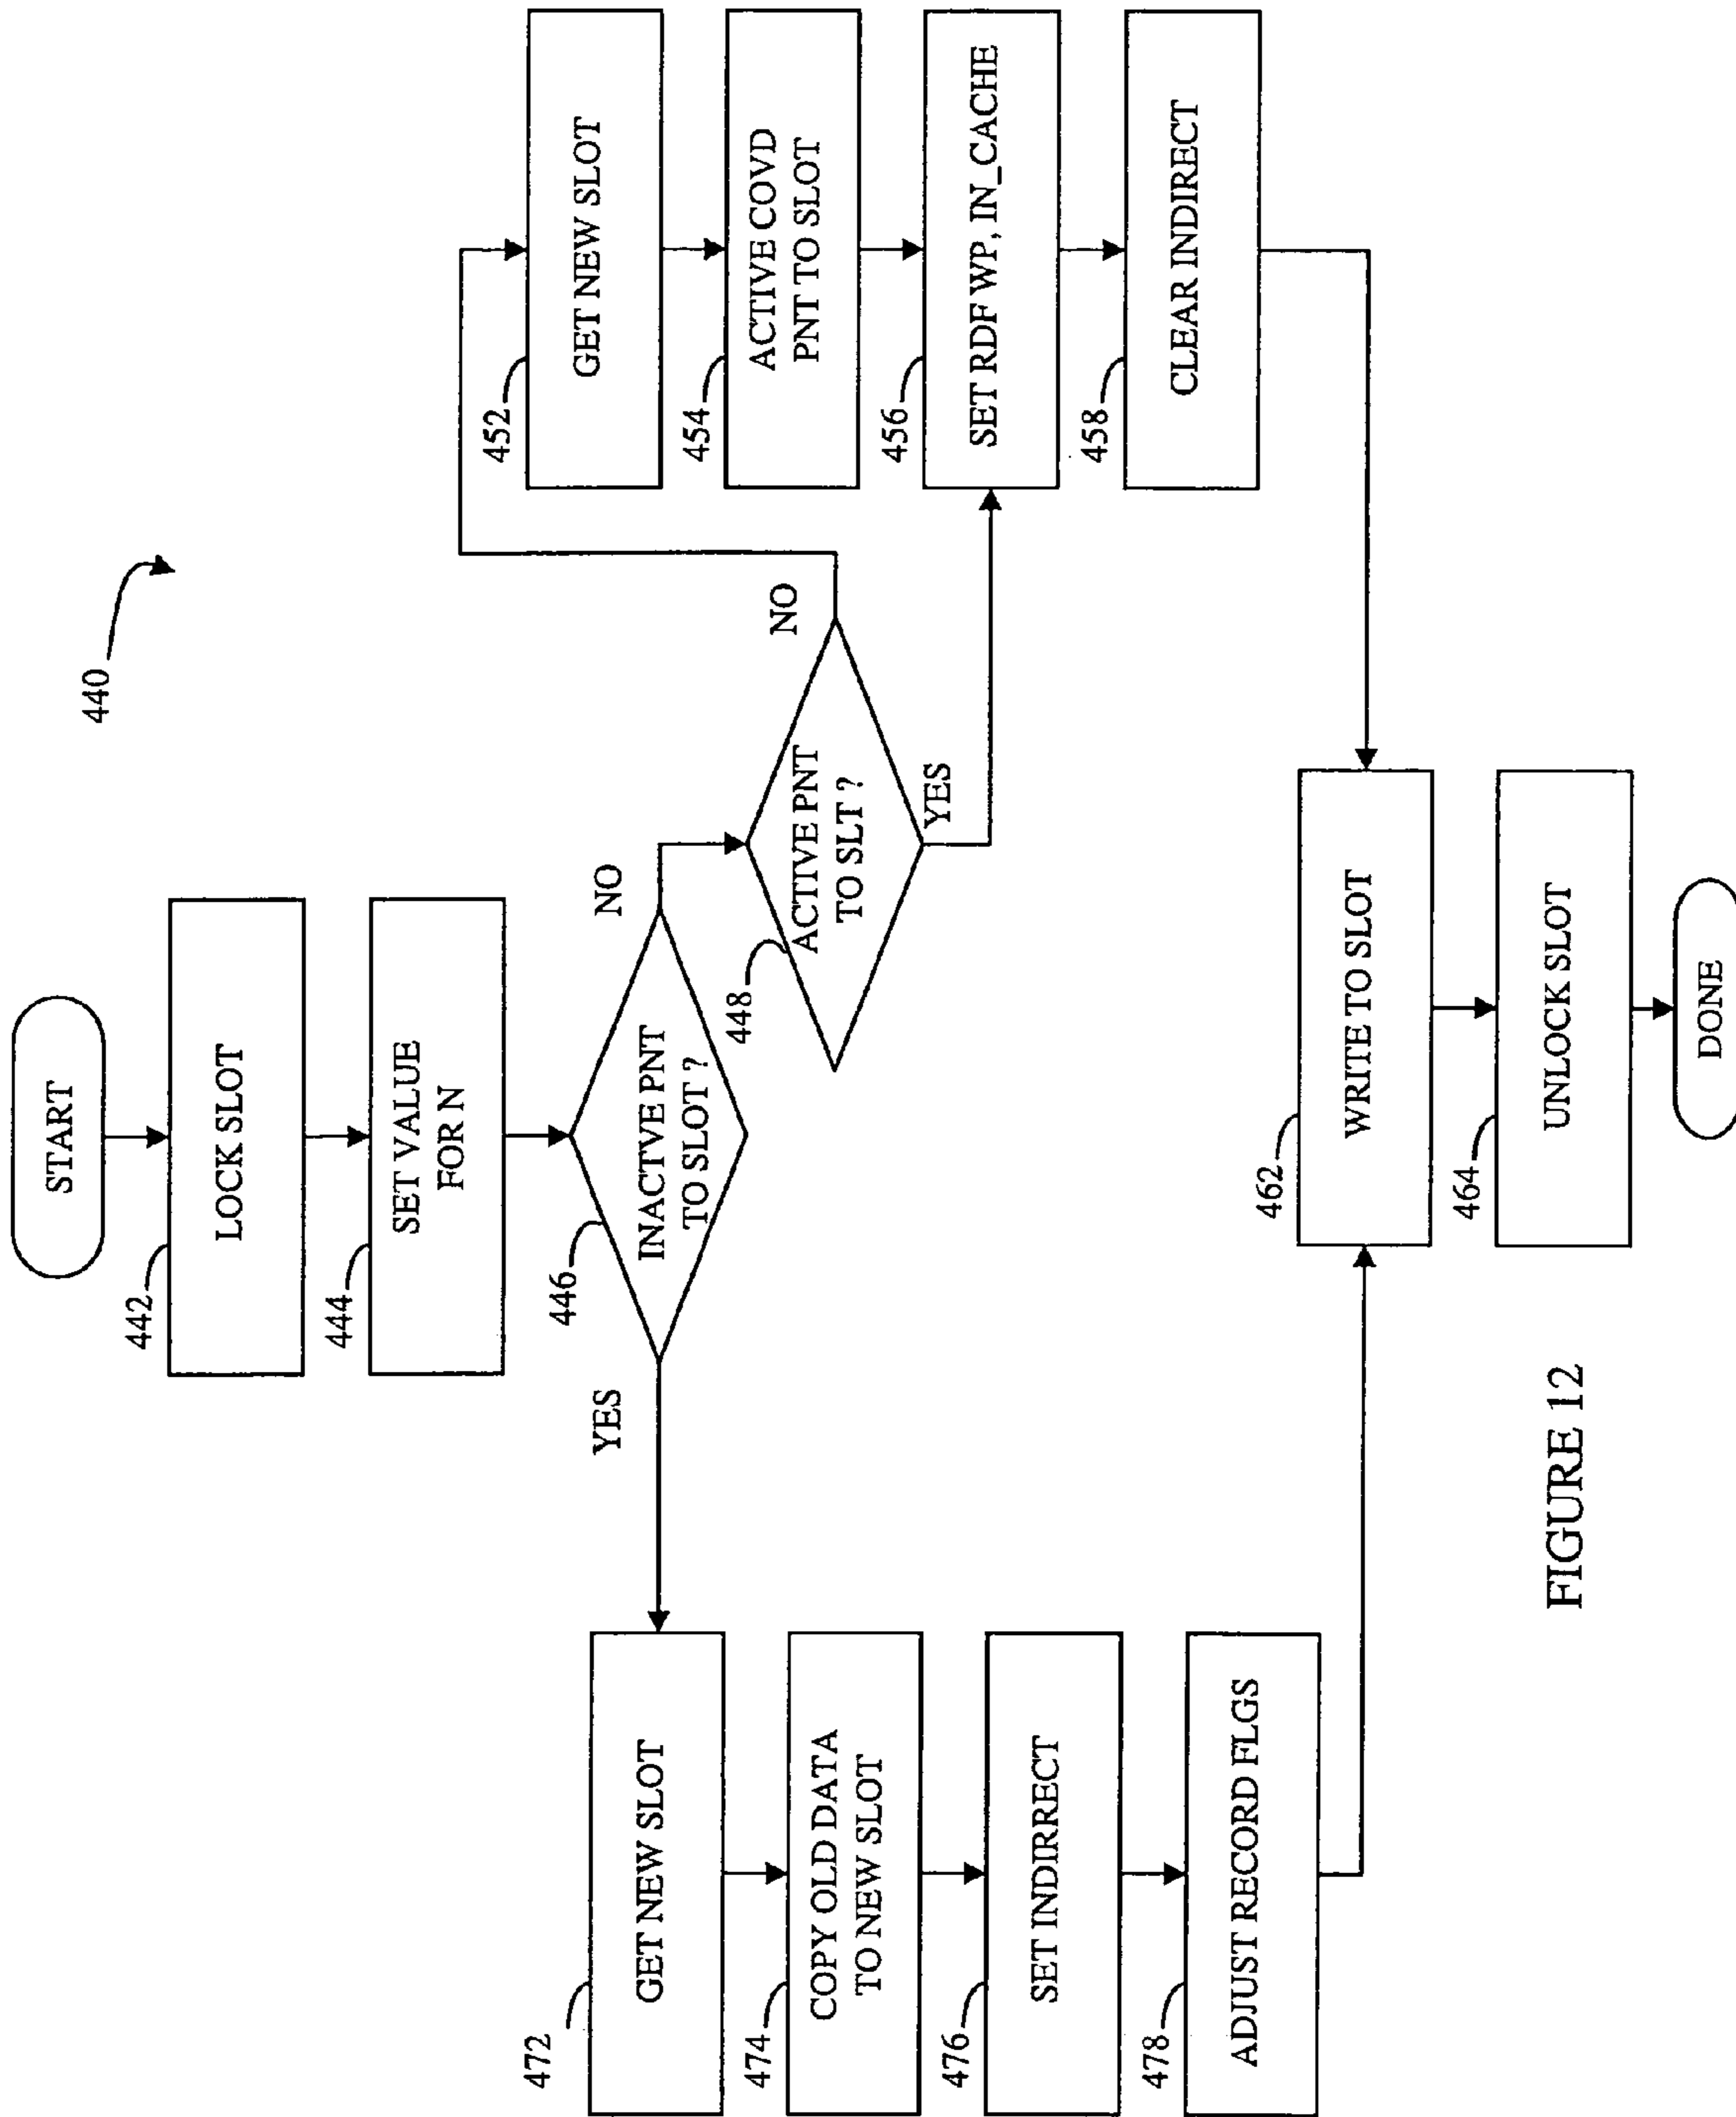 440
START
442
LOCK SLOT
444
SET VALUE
FOR N
446
INACTVE PNT
TO SLOT ?
YES
NO
448
ACTIVE PNT
TO SLT ?
NO
YES
452
GET NEW SLOT
454
ACTIVE COVD
PNT TO SLOT
456
SET RDF WP, IN_CACHE
458
CLEAR INDIRECT
472
GET NEW SLOT
474
COPY OLD DATA
TO NEW SLOT
476
SET INDIRECT
478
ADJUST RECORD FLGS
462
WRITE TO SLOT
464
UNLOCK SLOT
DONE
FIGURE 12